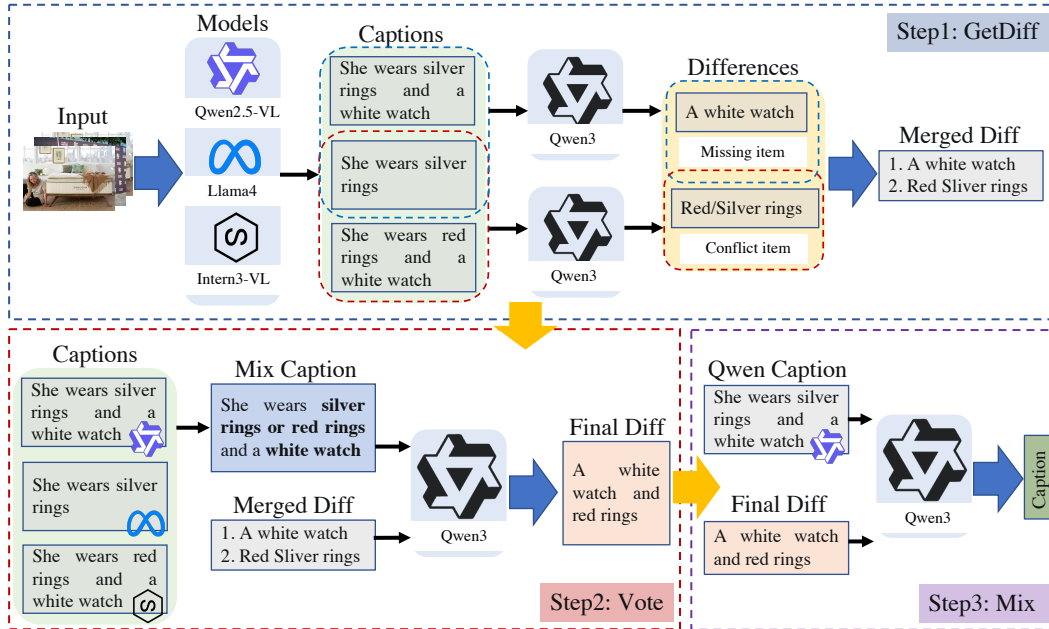 Step1: GetDiff
Models
Input
Qwen2.5-VL
Llama4
Intern3-VL
Captions
She wears silver
rings and a
white watch
She wears silver
rings
She wears red
rings and a
white watch
Qwen3
Qwen3
Differences
A white watch
Missing item
Red/Silver rings
Conflict item
Merged Diff
1. A white watch
2. Red Sliver rings
Captions
She wears silver
rings and a
white watch
She wears silver
rings
She wears red
rings and a
white watch
Mix Caption
She wears silver
rings or red rings
and a white watch
Merged Diff
1. A white watch
2. Red Sliver rings
Qwen3
Final Diff
A white
watch and
red rings
Step2: Vote
Qwen Caption
She wears silver
rings and a
white watch
Final Diff
A white watch
and red rings
Qwen3
Caption
Step3: Mix